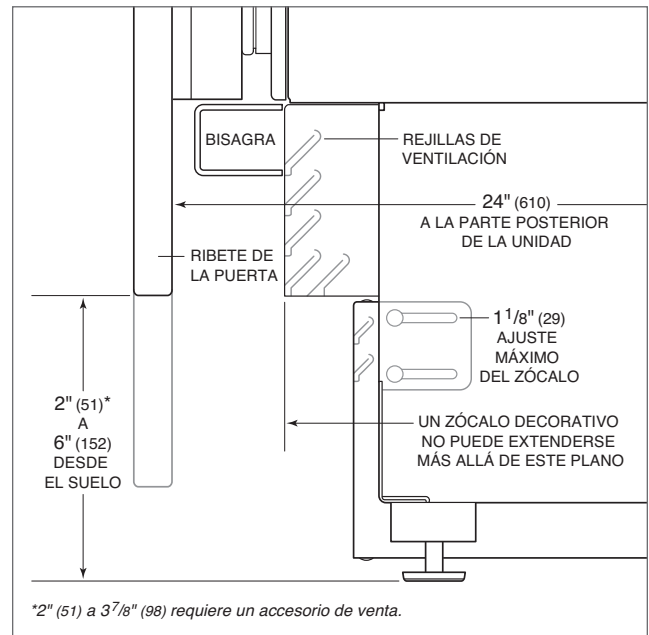 BISAGRA
REJILLAS DE
VENTILACIÓN
24" (610)
A LA PARTE POSTERIOR
DE LA UNIDAD
RIBETE DE
LA PUERTA
1 1/8" (29)
AJUSTE
MÁXIMO
DEL ZÓCALO
2" (51)*
A
6" (152)
DESDE
EL SUELO
UN ZÓCALO DECORATIVO
NO PUEDE EXTENDERSE
MÁS ALLÁ DE ESTE PLANO
*2" (51) a 3 7/8" (98) requiere un accesorio de venta.